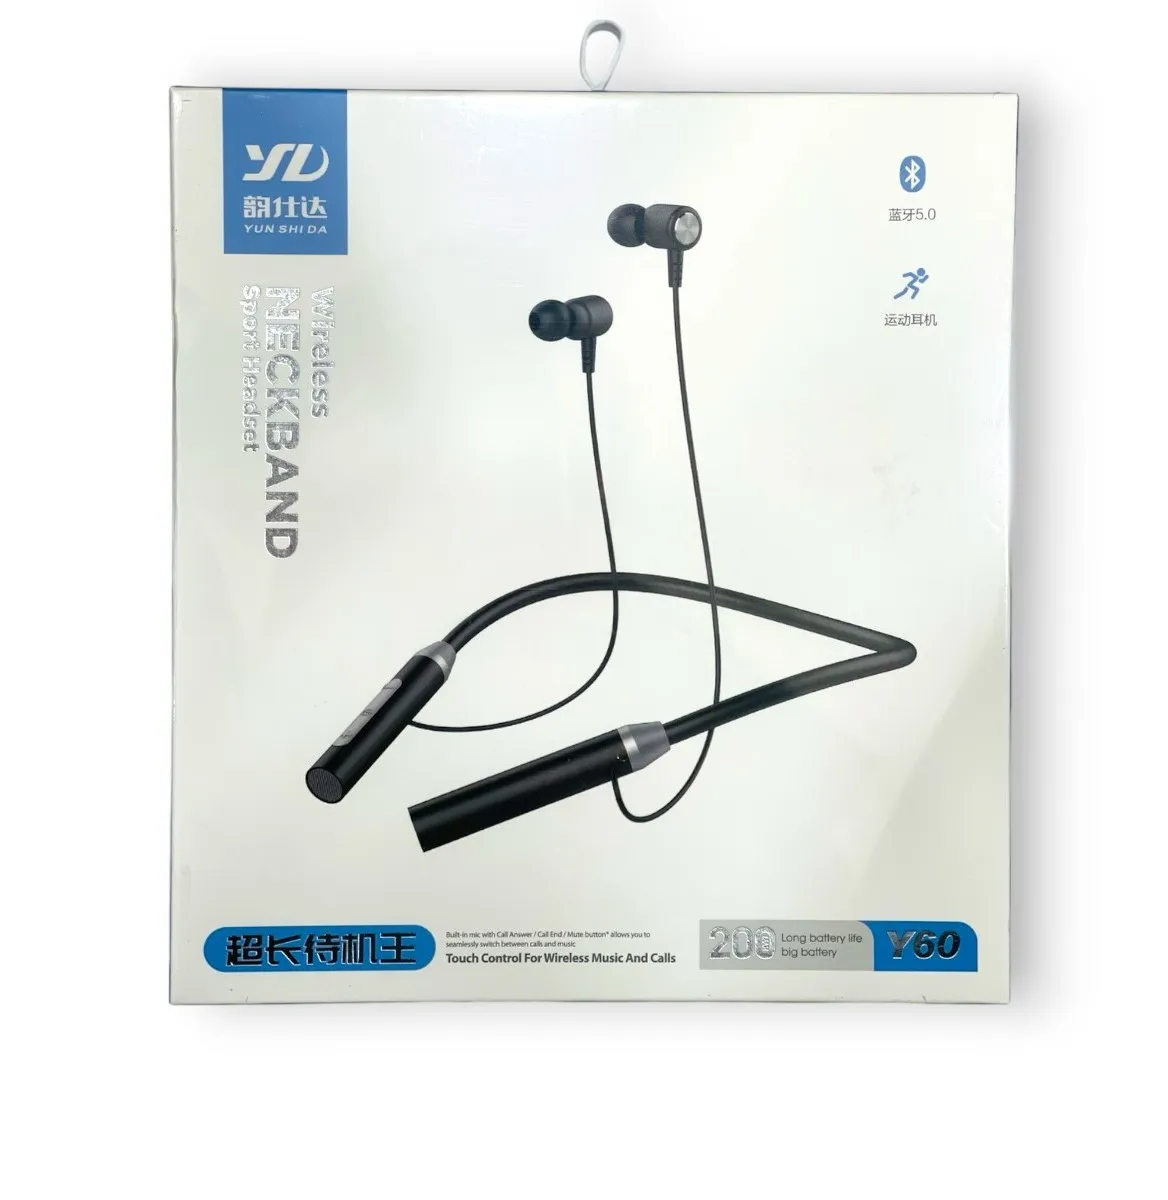 YD
韵仕达
YUN SHI DA
蓝牙5.0
运动耳机
Wireless
NECKBAND
Sport Headset
超长待机王
Built-in mic with Call Answer / Call End / Mute button* allows you to
seamlessly switch between calls and music
Touch Control For Wireless Music And Calls
200
Long battery life
big battery
Y60